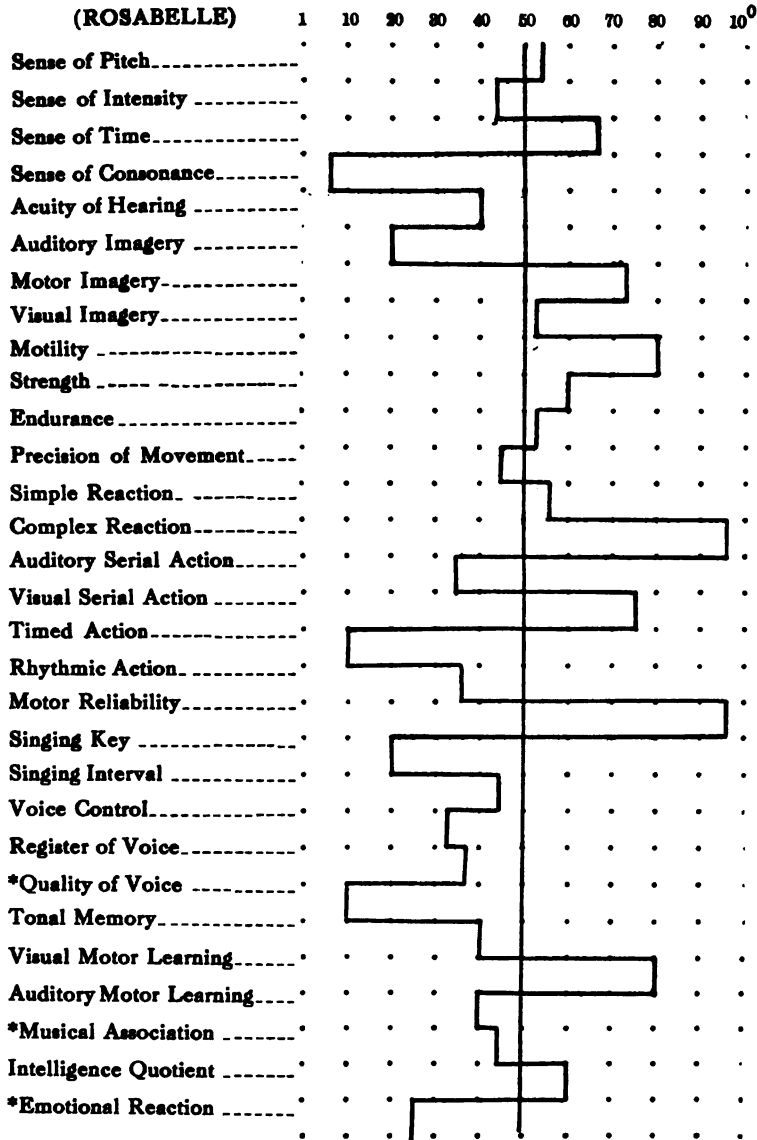 (ROSABELLE) 1 10 20 30 40 50 60 70 80 90 100
Sense of Pitch
Sense of Intensity
Sense of Time
Sense of Consonance
Acuity of Hearing
Auditory Imagery
Motor Imagery
Visual Imagery
Motility
Strength
Endurance
Precision of Movement
Simple Reaction
Complex Reaction
Auditory Serial Action
Visual Serial Action
Timed Action
Rhythmic Action
Motor Reliability
Singing Key
Singing Interval
Voice Control
Register of Voice
*Quality of Voice
Tonal Memory
Visual Motor Learning
Auditory Motor Learning
*Musical Association
Intelligence Quotient
*Emotional Reaction